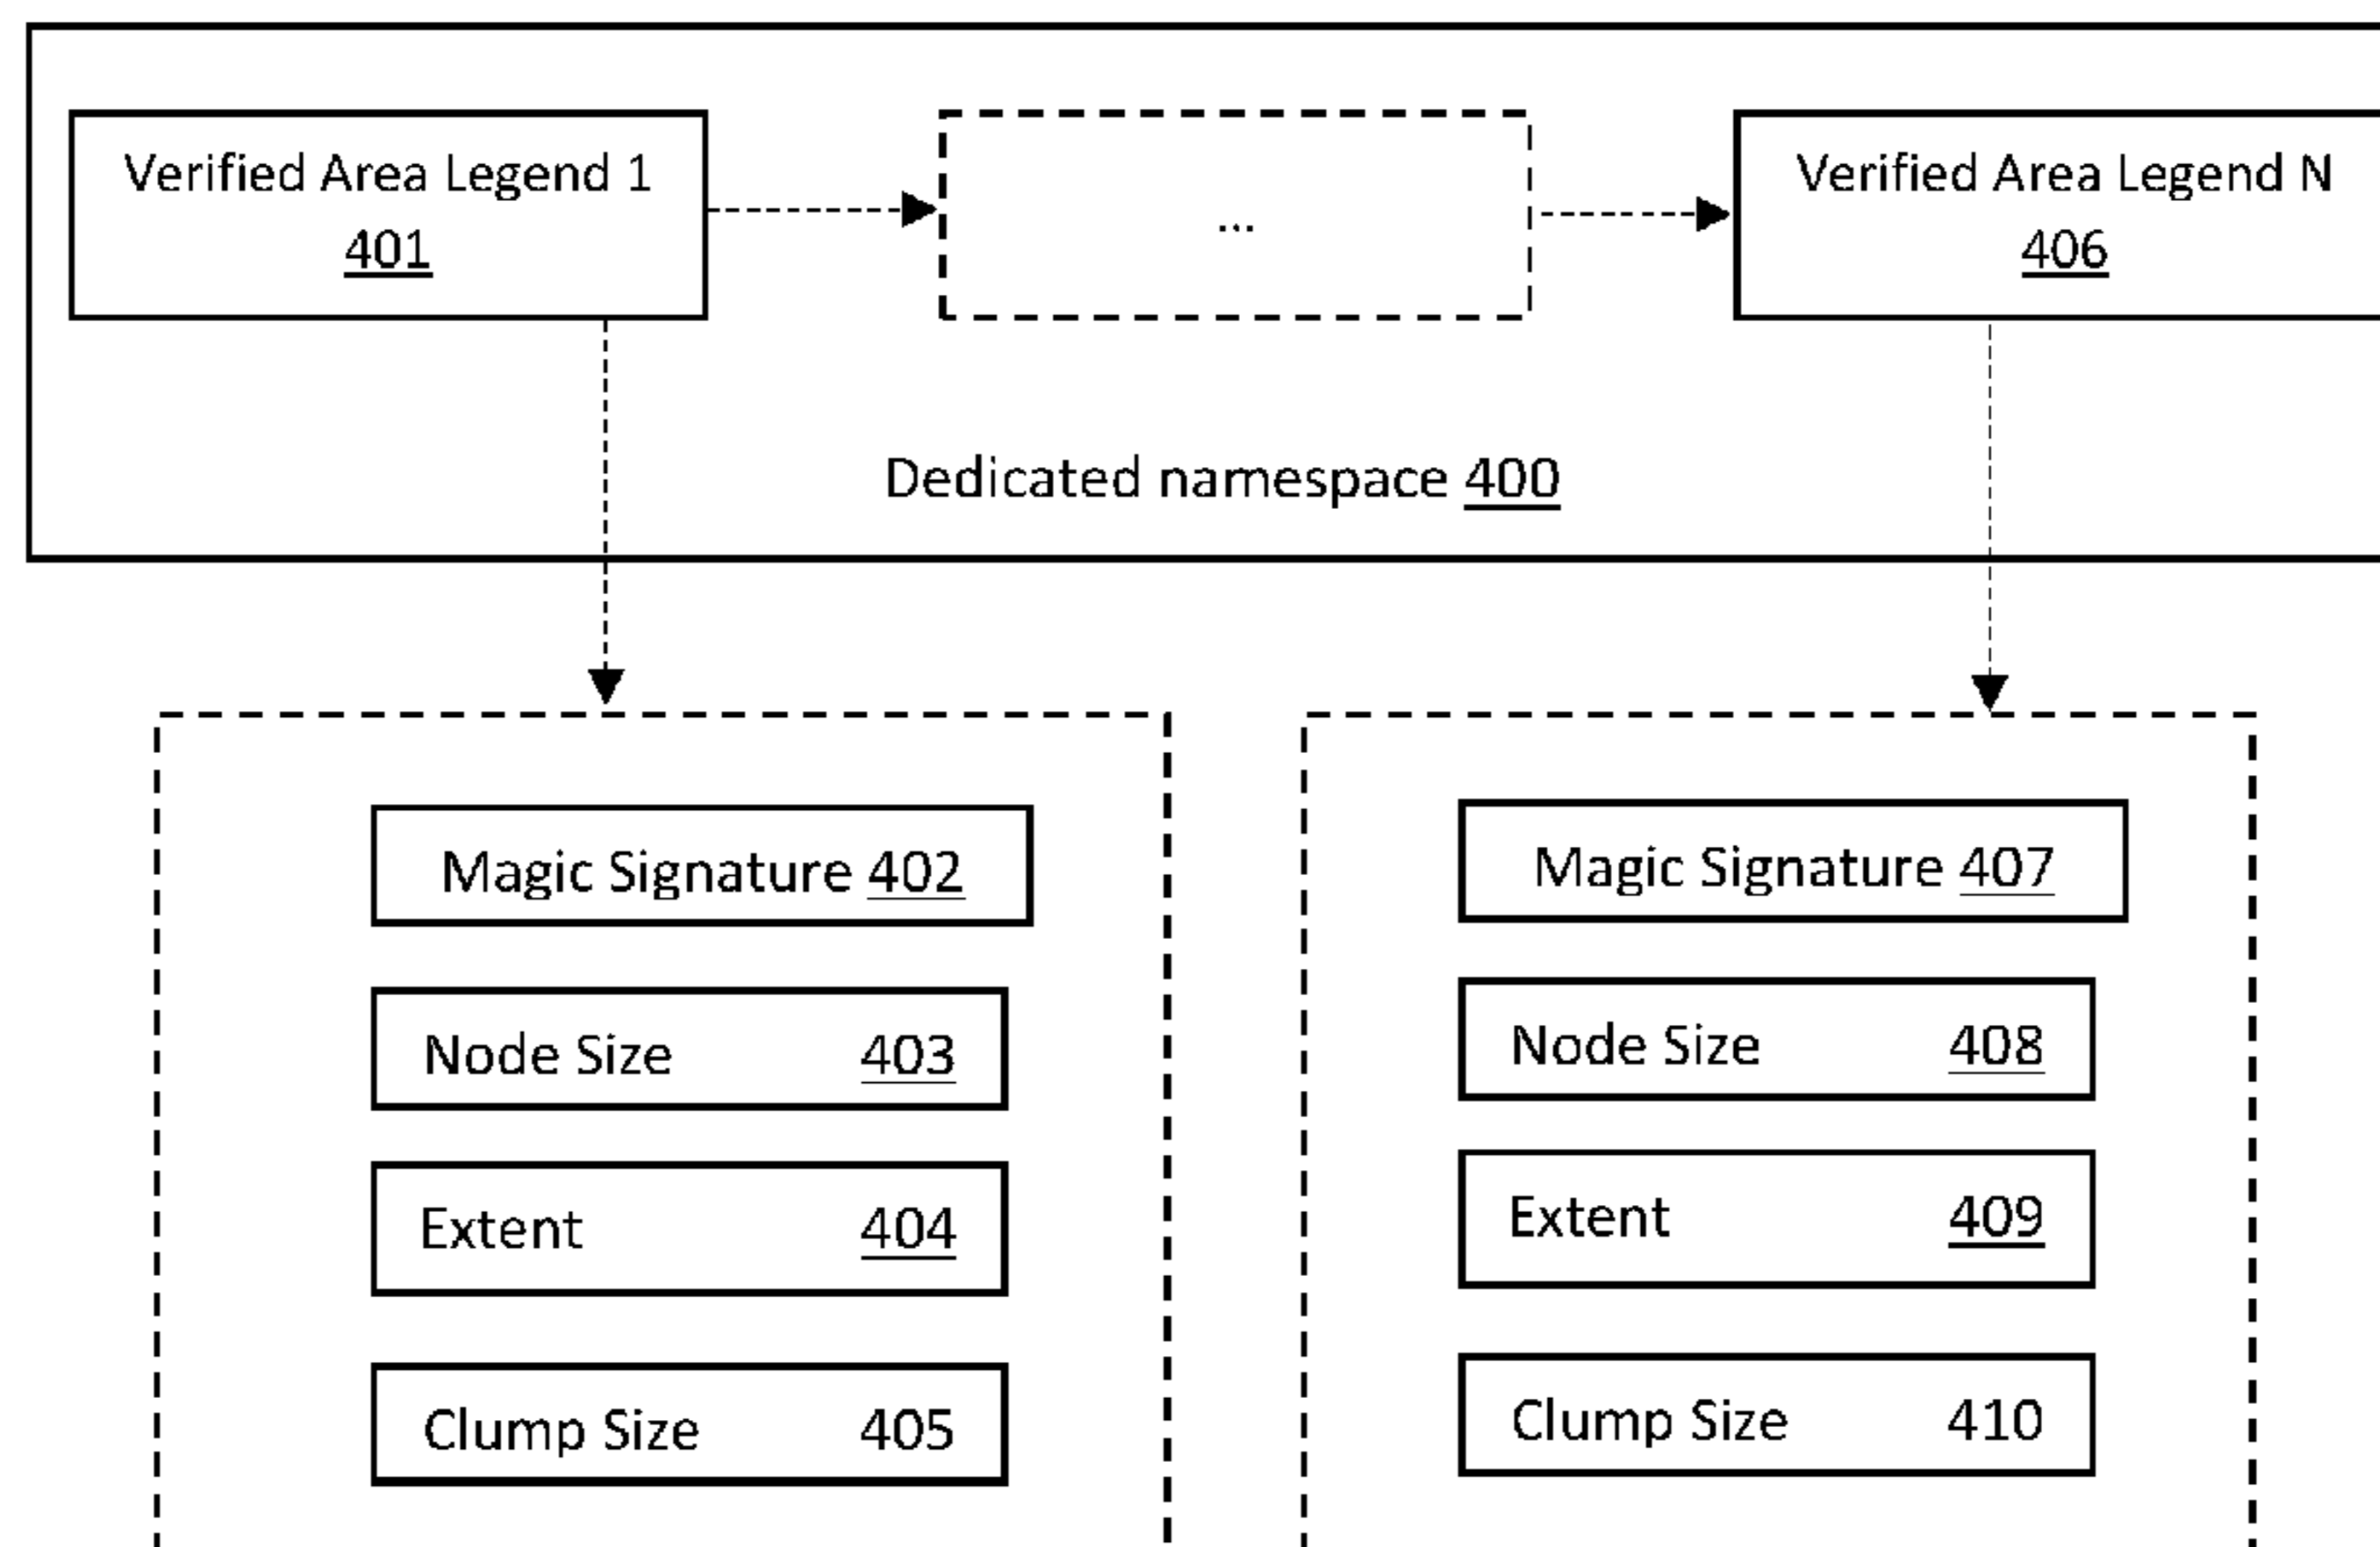 Verified Area Legend 1
401
...
Verified Area Legend N
406
Dedicated namespace 400
Magic Signature 402
Node Size 403
Extent 404
Clump Size 405
Magic Signature 407
Node Size 408
Extent 409
Clump Size 410